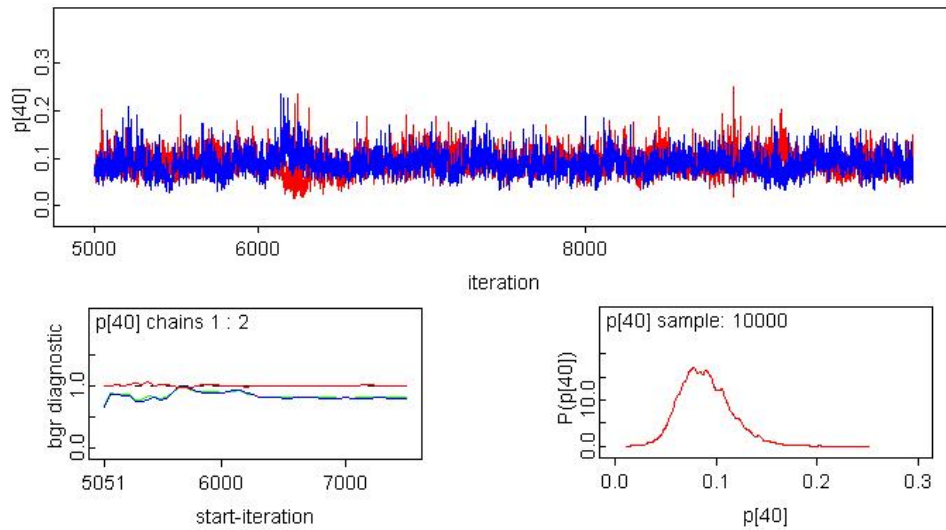 p[40]
0.3
0.2
0.1
0.0
5000 6000 8000
iteration
p[40] chains 1 : 2
bgr diagnostic
1.0
0.0
5051 6000 7000
start-iteration
p[40] sample: 10000
P(p[40])
10.0
0.0
0.0 0.1 0.2 0.3
p[40]